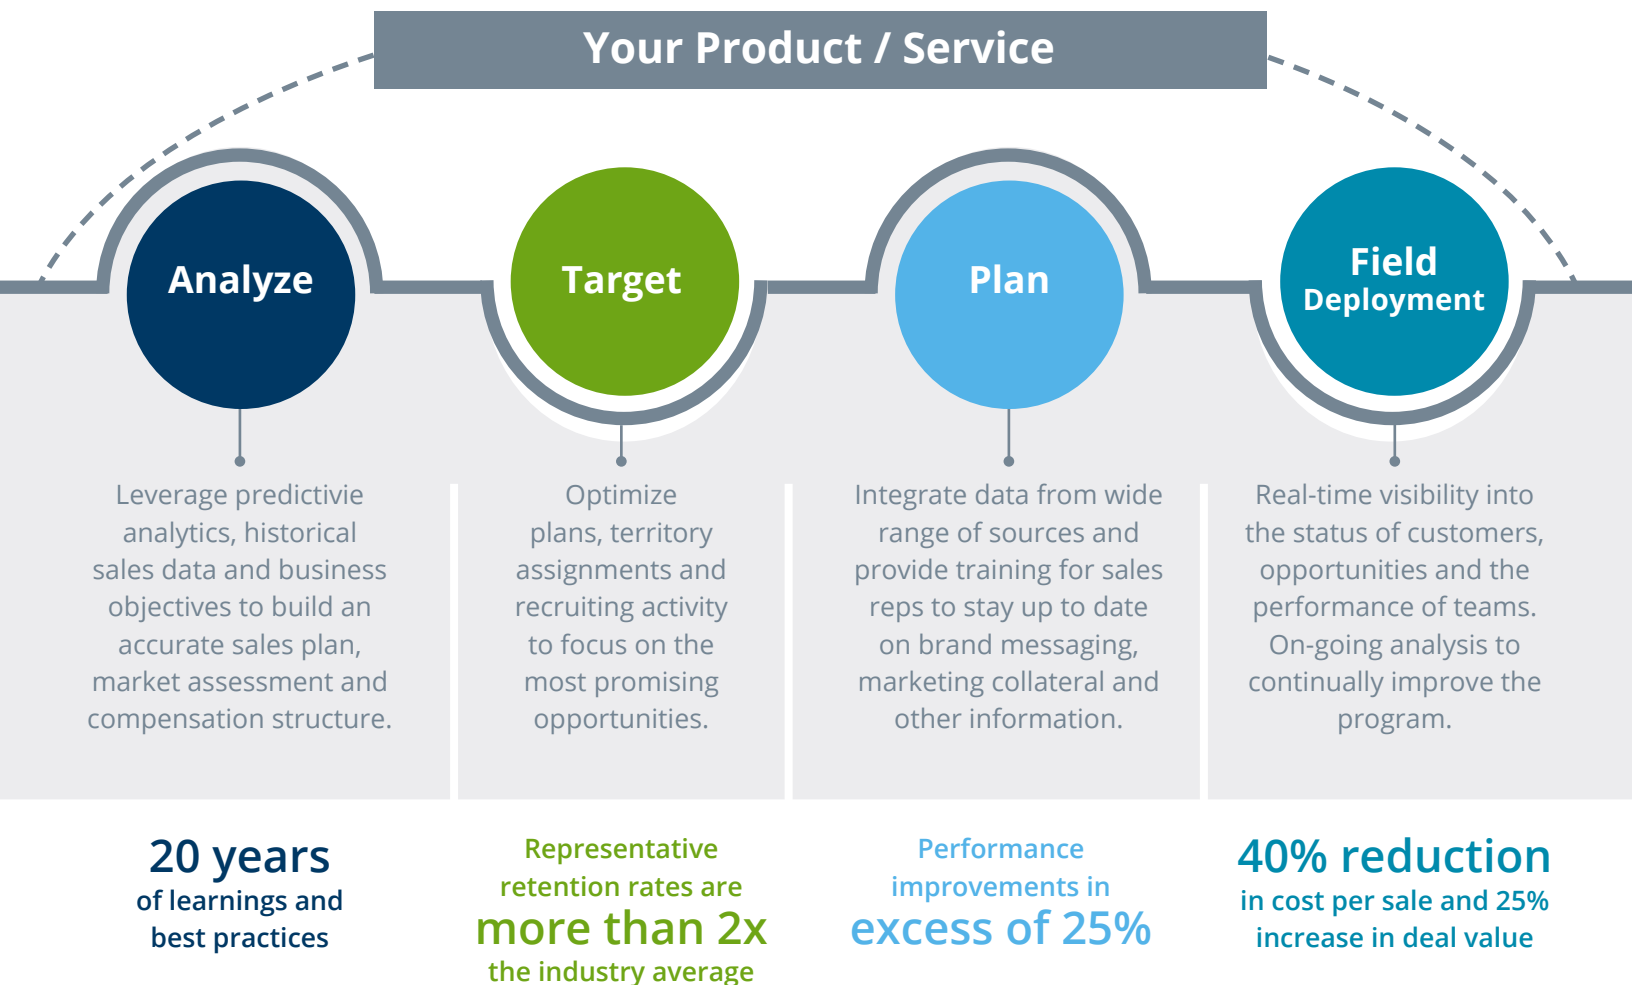 Your Product / Service
Analyze
Target
Plan
Field
Deployment
Leverage predictivie
analytics, historical
sales data and business
objectives to build an
accurate sales plan,
market assessment and
compensation structure.
Optimize
plans, territory
assignments and
recruiting activity
to focus on the
most promising
opportunities.
Integrate data from wide
range of sources and
provide training for sales
reps to stay up to date
on brand messaging,
marketing collateral and
other information.
Real-time visibility into
the status of customers,
opportunities and the
performance of teams.
On-going analysis to
continually improve the
program.
20 years
of learnings and
best practices
Representative
retention rates are
more than 2x
the industry average
Performance
improvements in
excess of 25%
40% reduction
in cost per sale and 25%
increase in deal value